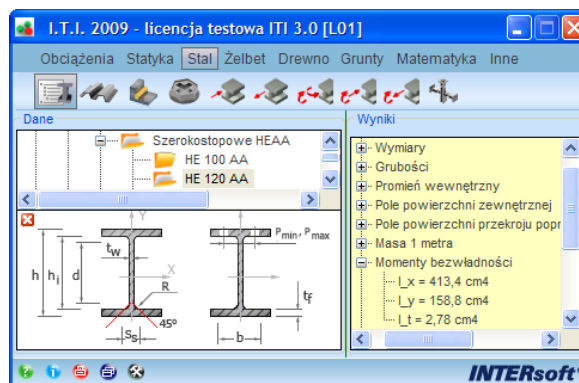 I.T.I. 2009 - licencja testowa ITI 3.0 [L01]
Obciążenia Statyka Stal Żelbet Drewno Grunty Matematyka Inne
Dane
Szerokostopowe HEAA
HE 100 AA
HE 120 AA
Y
Pmin, Pmax
tw
h hi d
X
R
tf
45°
ss
b
Wyniki
Wymiary
Grubości
Promień wewnętrzny
Pole powierzchni zewnętrznej
Pole powierzchni przekroju popr
Masa 1 metra
Momenty bezwładności
I_x = 413,4 cm4
I_y = 158,8 cm4
I_t = 2,78 cm4
INTERsoft